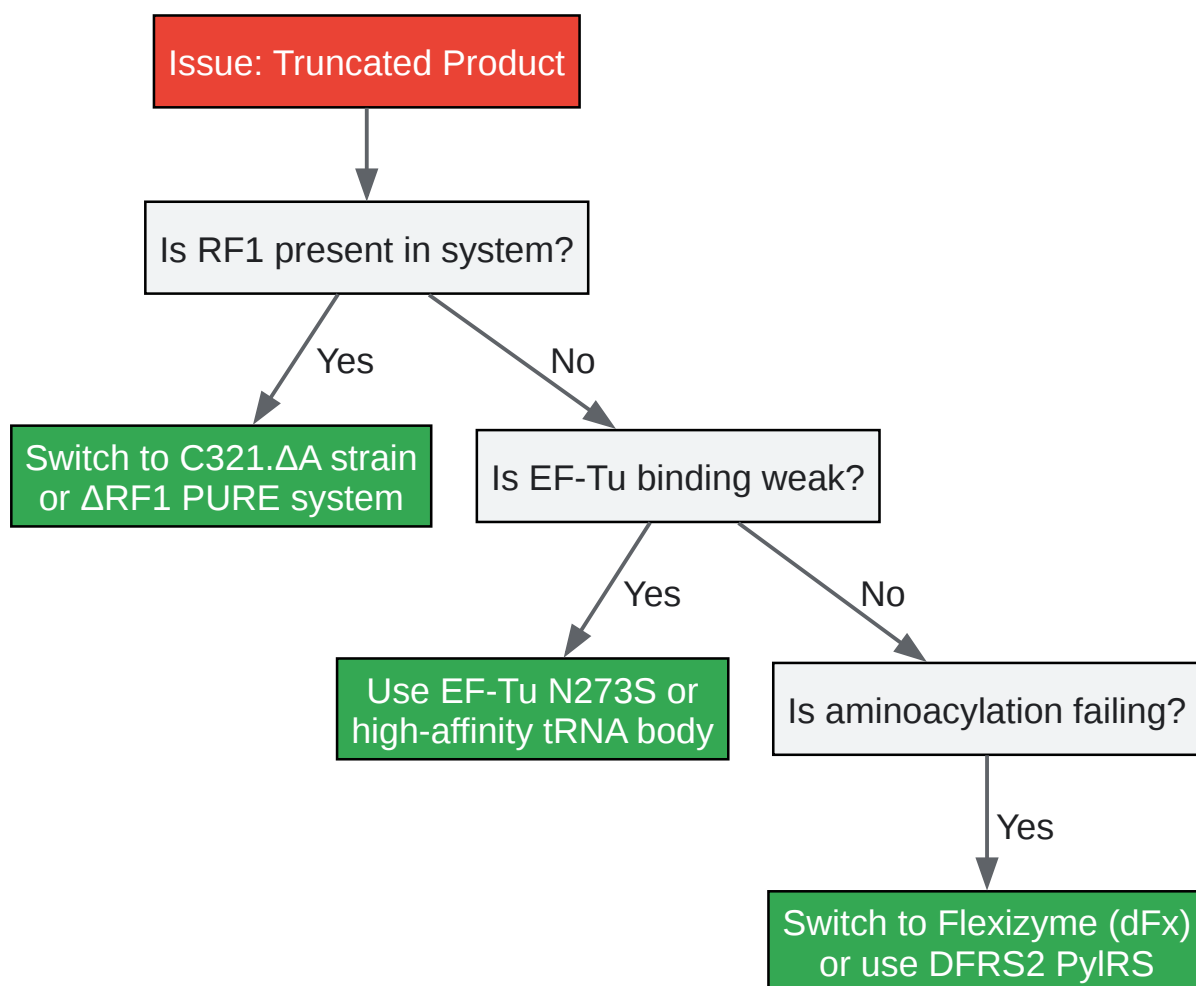 Issue: Truncated Product
Is RF1 present in system?
Yes
No
Switch to C321.ΔA strain
or ΔRF1 PURE system
Is EF-Tu binding weak?
Yes
No
Use EF-Tu N273S or
high-affinity tRNA body
Is aminoacylation failing?
Yes
Switch to Flexizyme (dFx)
or use DFRS2 PylRS